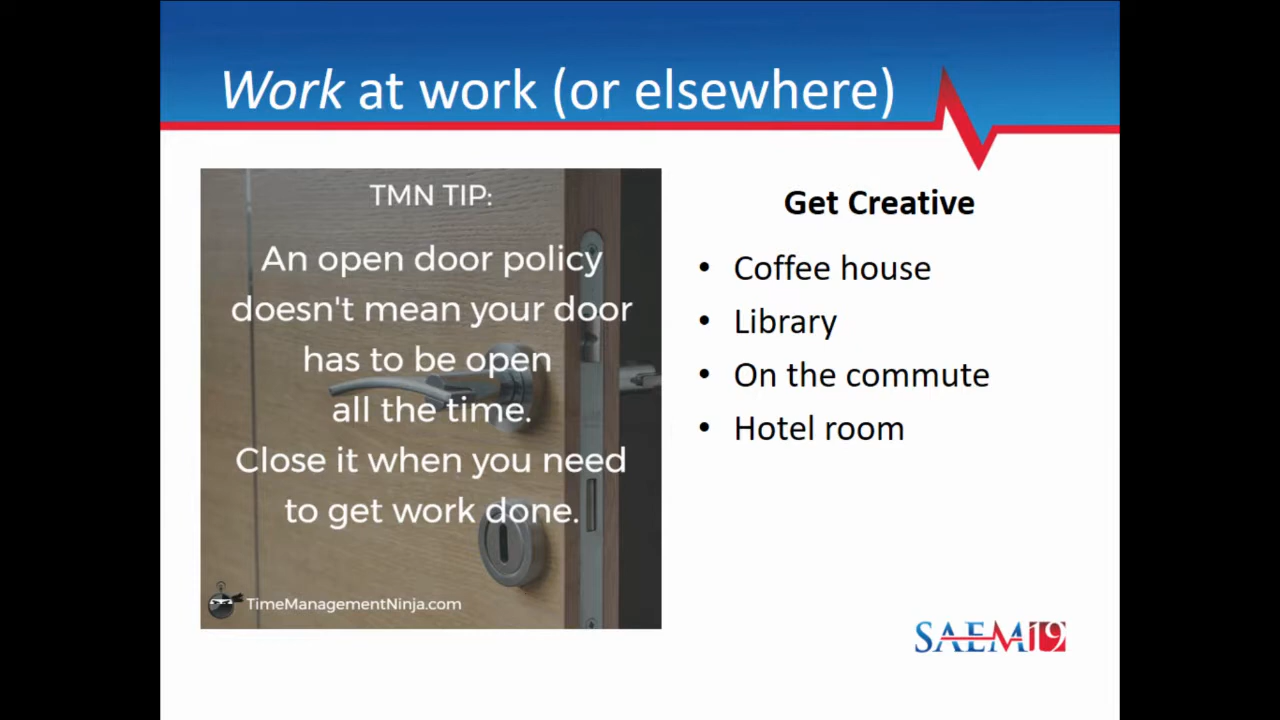 Work at work (or elsewhere)
TMN TIP:
An open door policy
doesn't mean your door
has to be open
all the time.
Close it when you need
to get work done.
TimeManagementNinja.com
Get Creative
• Coffee house
• Library
• On the commute
• Hotel room
SAEM19